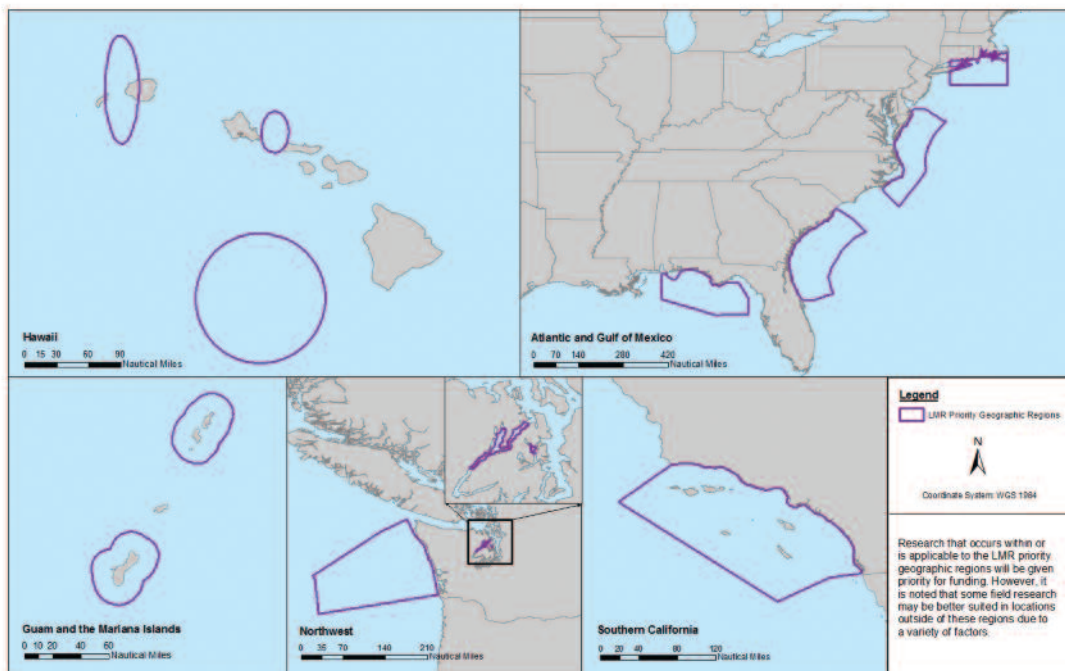 Hawaii
0 15 30 60 90
Nautical Miles
Atlantic and Gulf of Mexico
0 70 140 280 420
Nautical Miles
Guam and the Mariana Islands
0 10 20 40 60
Nautical Miles
Northwest
0 35 70 140 210
Nautical Miles
Southern California
0 20 40 80 120
Nautical Miles
Legend
LMR Priority Geographic Regions
N
Coordinate System: WGS 1984
Research that occurs within or
is applicable to the LMR priority
geographic regions will be given
priority for funding. However, it
is noted that some field research
may be better suited in locations
outside of these regions due to
a variety of factors.